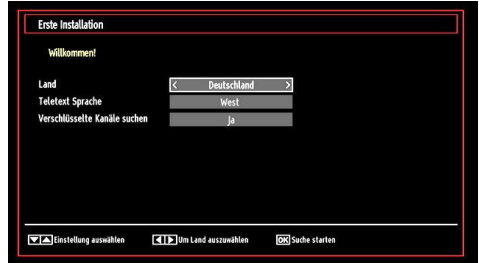 Erste Installation
Willkommen!
Land < Deutschland >
Teletext Sprache West
Verschlüsselte Kanäle suchen Ja
▼▲ Einstellung auswählen ◀▶ Um Land auszuwählen OK Suche starten